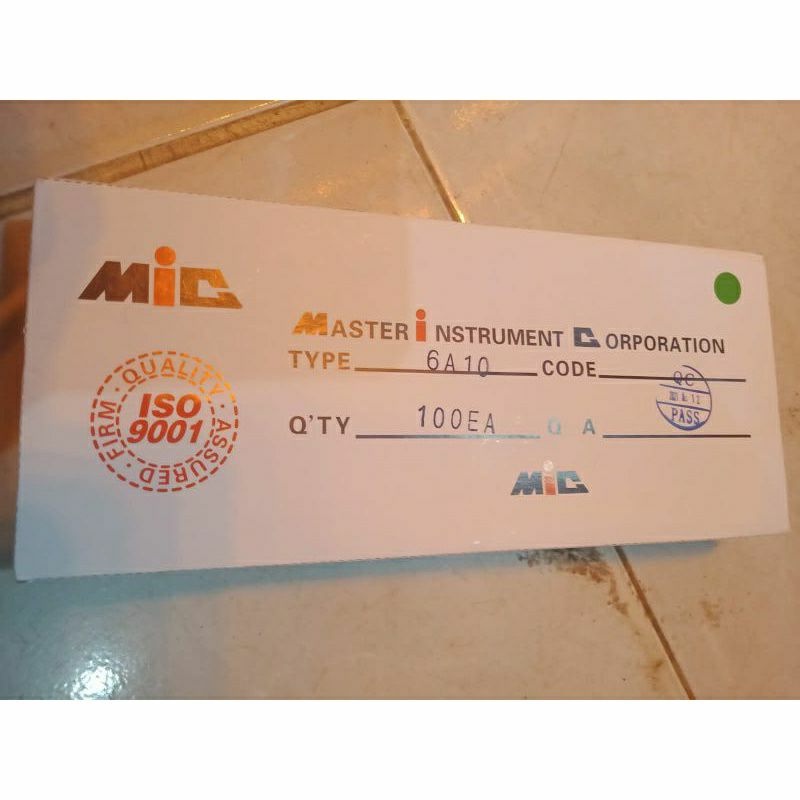 MiC
MASTER iNSTRUMENT CORPORATION
TYPE 6A10 CODE
QC
PASS
FIRM · QUALITY · ASSURED
ISO
9001
Q'TY 100EA Q A
MiC